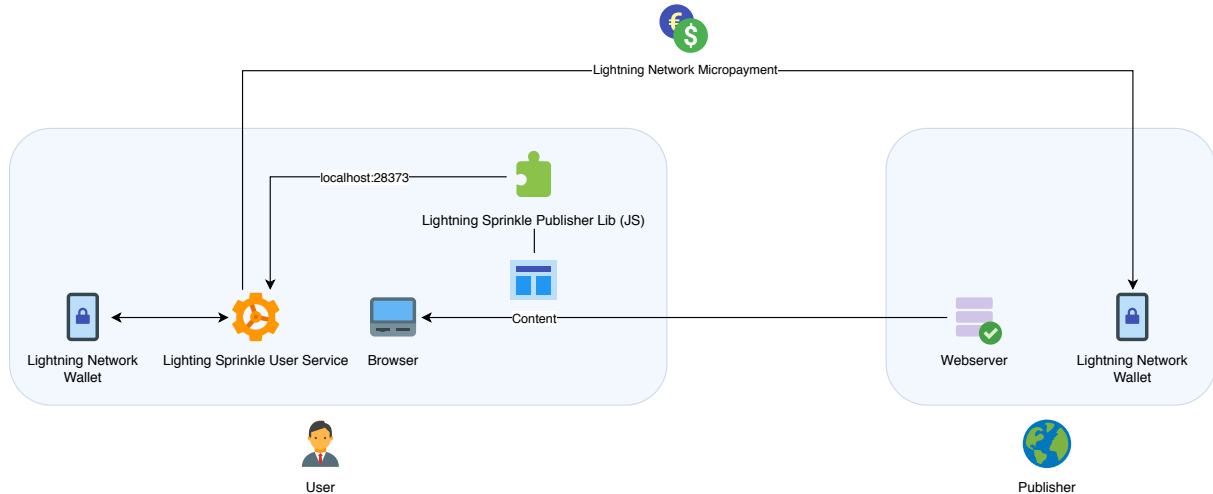 €
$
Lightning Network Micropayment
localhost:28373
Lightning Sprinkle Publisher Lib (JS)
Content
Lightning Network
Wallet
Lighting Sprinkle User Service
Browser
Webserver
Lightning Network
Wallet
User
Publisher